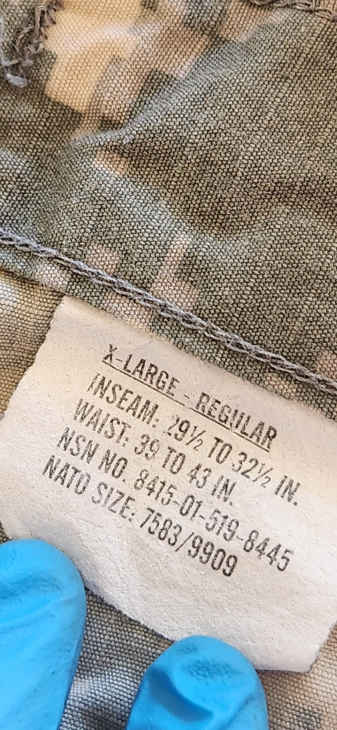 X-LARGE - REGULAR
INSEAM: 29½ TO 32½ IN.
WAIST: 39 TO 43 IN.
NSN NO. 8415-01-519-8445
NATO SIZE: 7583/9909